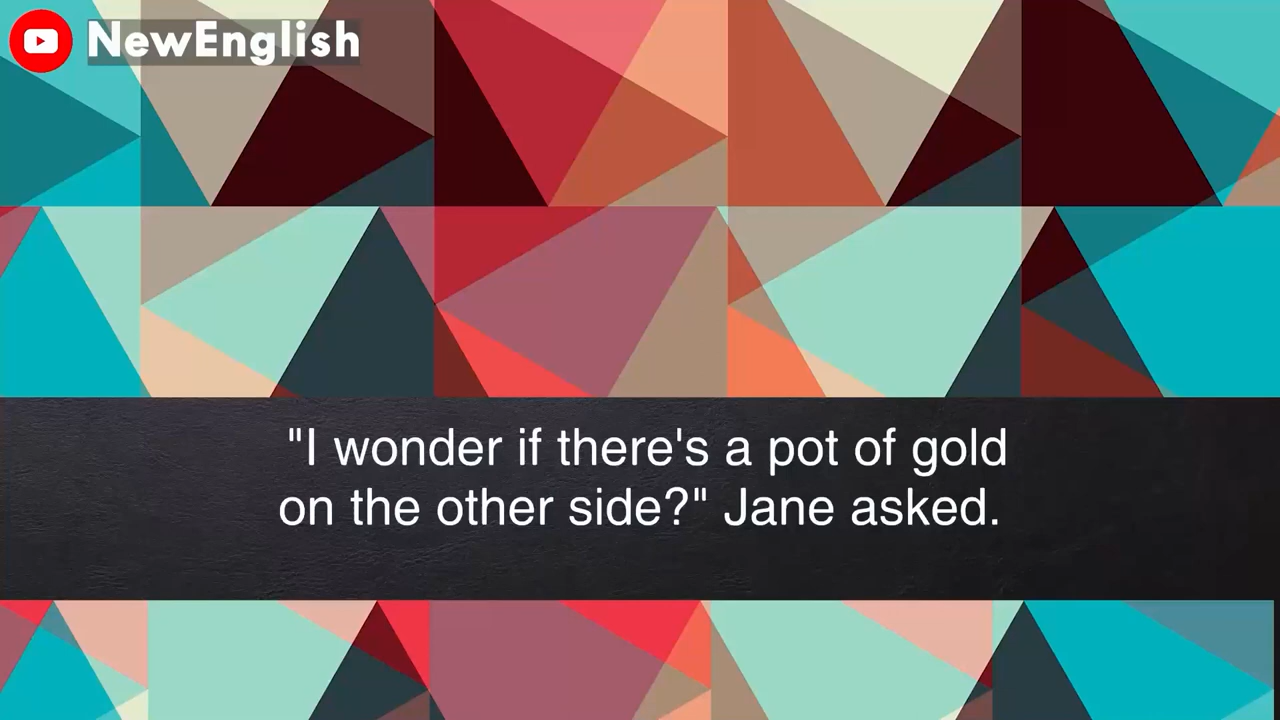 NewEnglish
"I wonder if there's a pot of gold
on the other side?" Jane asked.